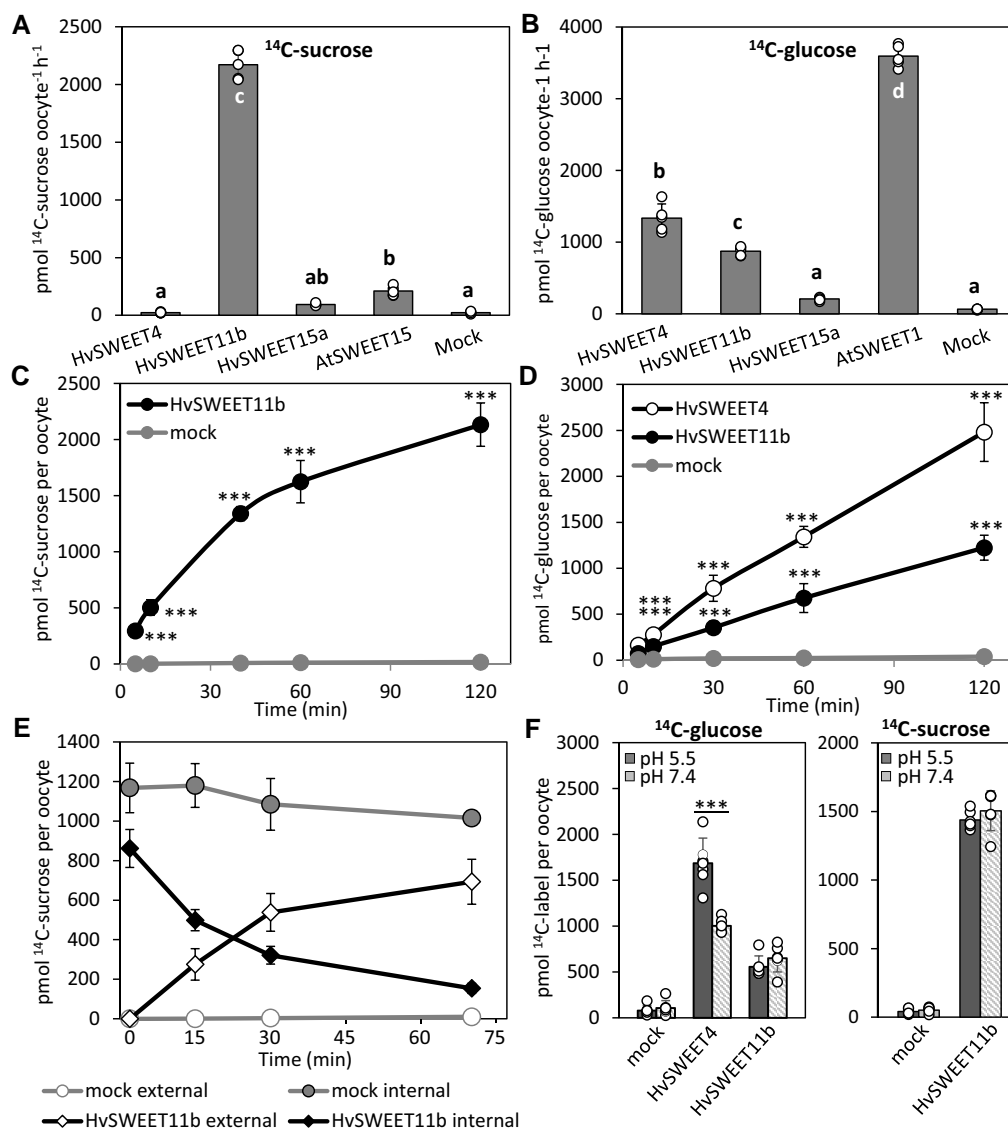 A
¹⁴C-sucrose
pmol ¹⁴C-sucrose oocyte⁻¹ h⁻¹
2500
2000
1500
1000
500
0
a
c
ab
b
a
HvSWEET4
HvSWEET11b
HvSWEET15a
AtSWEET15
Mock
B
¹⁴C-glucose
pmol ¹⁴C-glucose oocyte-1 h-1
4000
3000
2000
1000
0
b
c
a
d
a
HvSWEET4
HvSWEET11b
HvSWEET15a
AtSWEET1
Mock
C
pmol ¹⁴C-sucrose per oocyte
2500
2000
1500
1000
500
0
HvSWEET11b
mock
***
***
***
***
***
0 30 60 90 120
Time (min)
D
pmol ¹⁴C-glucose per oocyte
3000
2500
2000
1500
1000
500
0
HvSWEET4
HvSWEET11b
mock
***
***
***
***
***
***
***
***
0 30 60 90 120
Time (min)
E
pmol ¹⁴C-sucrose per oocyte
1400
1200
1000
800
600
400
200
0
0 15 30 45 60 75
Time (min)
mock external
mock internal
HvSWEET11b external
HvSWEET11b internal
F
¹⁴C-glucose
pmol ¹⁴C-label per oocyte
3000
2500
2000
1500
1000
500
0
pH 5.5
pH 7.4
***
mock
HvSWEET4
HvSWEET11b
¹⁴C-sucrose
2000
1500
1000
500
0
pH 5.5
pH 7.4
mock
HvSWEET11b